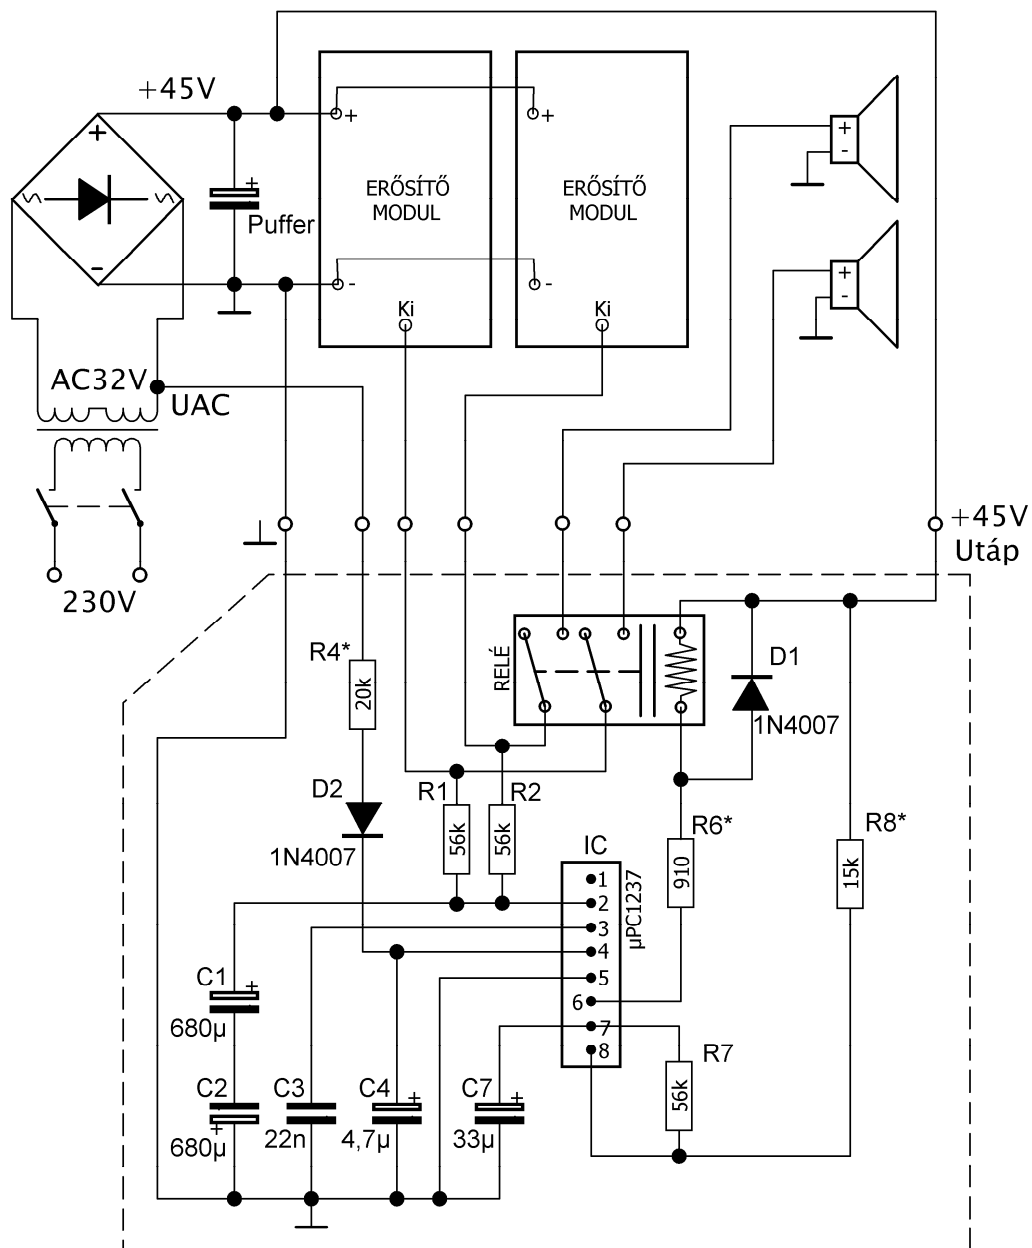 +45V
+
+
+
+
-
+
ERŐSÍTŐ
MODUL
ERŐSÍTŐ
MODUL
Puffer
+
-
-
-
-
Ki
Ki
AC32V
UAC
+45V
Utáp
230V
R4*
20k
RELÉ
D1
1N4007
D2
1N4007
R1
56k
R2
56k
R6*
910
R8*
15k
IC
µPC1237
1
2
3
4
5
6
7
8
C1
+
680µ
C2
+
680µ
C3
22n
C4
+
4,7µ
C7
+
33µ
R7
56k